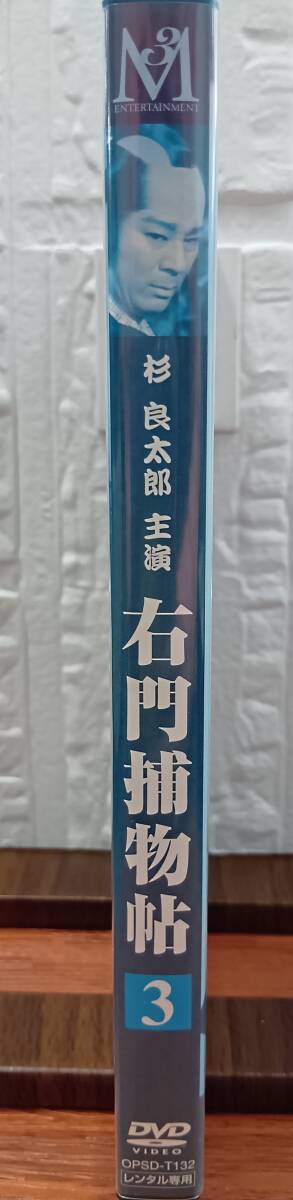 M3
ENTERTAINMENT
杉 良太郎 主演
右門捕物帖
3
DVD
VIDEO
OPSD-T132
レンタル専用